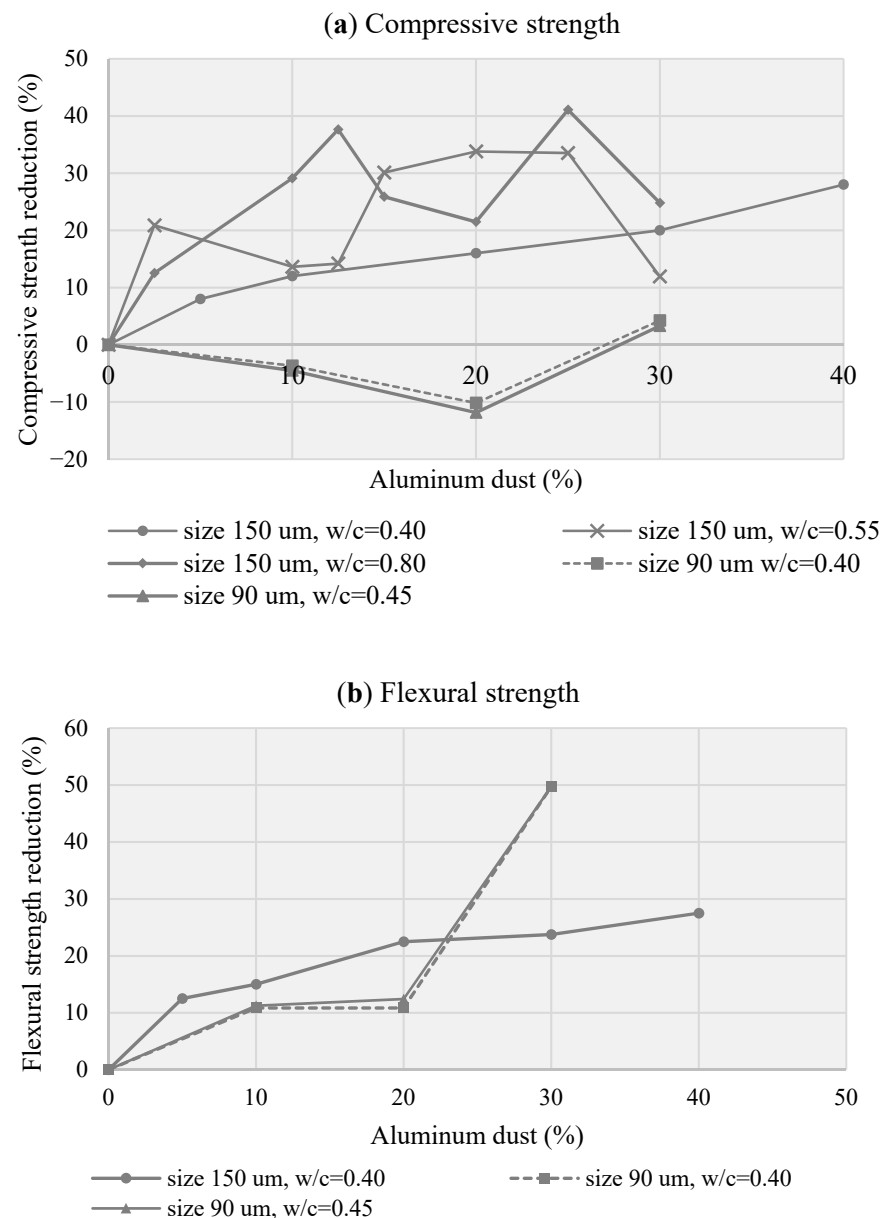 (a) Compressive strength
50
40
30
20
10
0
−10
−20
Compressive strenth reduction (%)
0 10 20 30 40
Aluminum dust (%)
size 150 um, w/c=0.40 size 150 um, w/c=0.55
size 150 um, w/c=0.80 size 90 um w/c=0.40
size 90 um, w/c=0.45
(b) Flexural strength
60
50
40
30
20
10
0
Flexural strength reduction (%)
0 10 20 30 40 50
Aluminum dust (%)
size 150 um, w/c=0.40 size 90 um, w/c=0.40
size 90 um, w/c=0.45